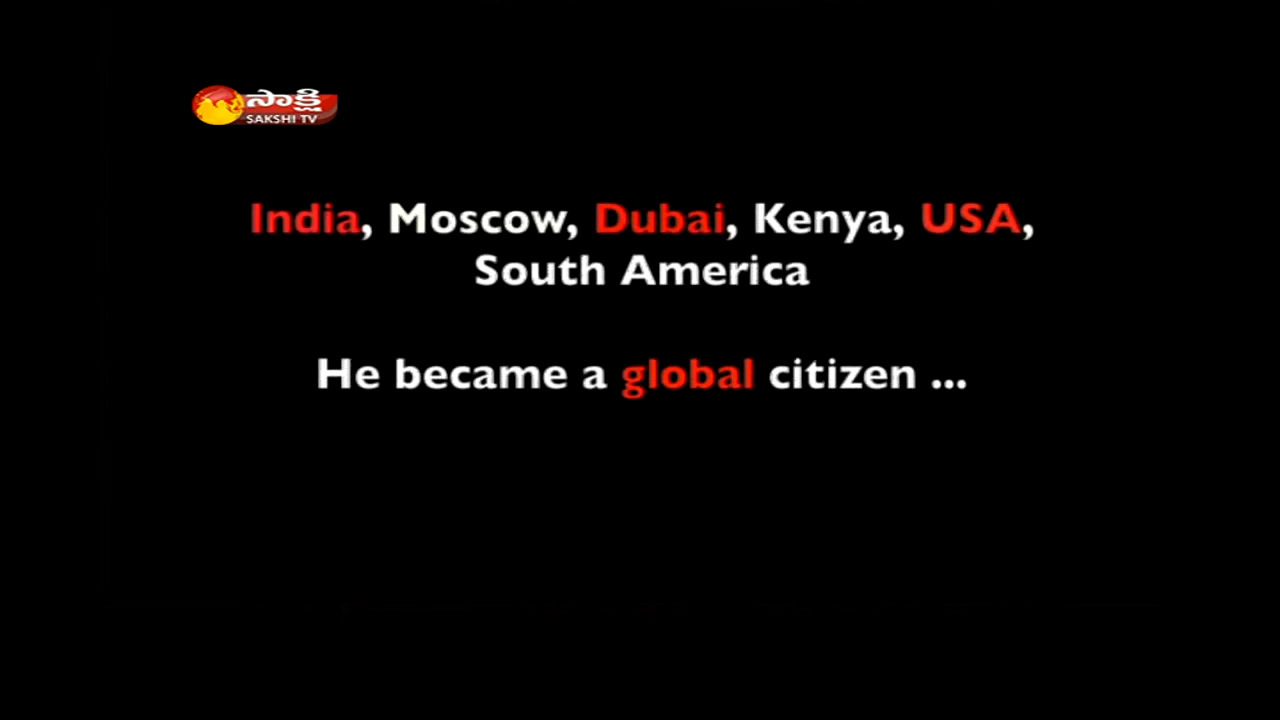 సాక్షి
SAKSHI TV
India, Moscow, Dubai, Kenya, USA,
South America
He became a global citizen ...